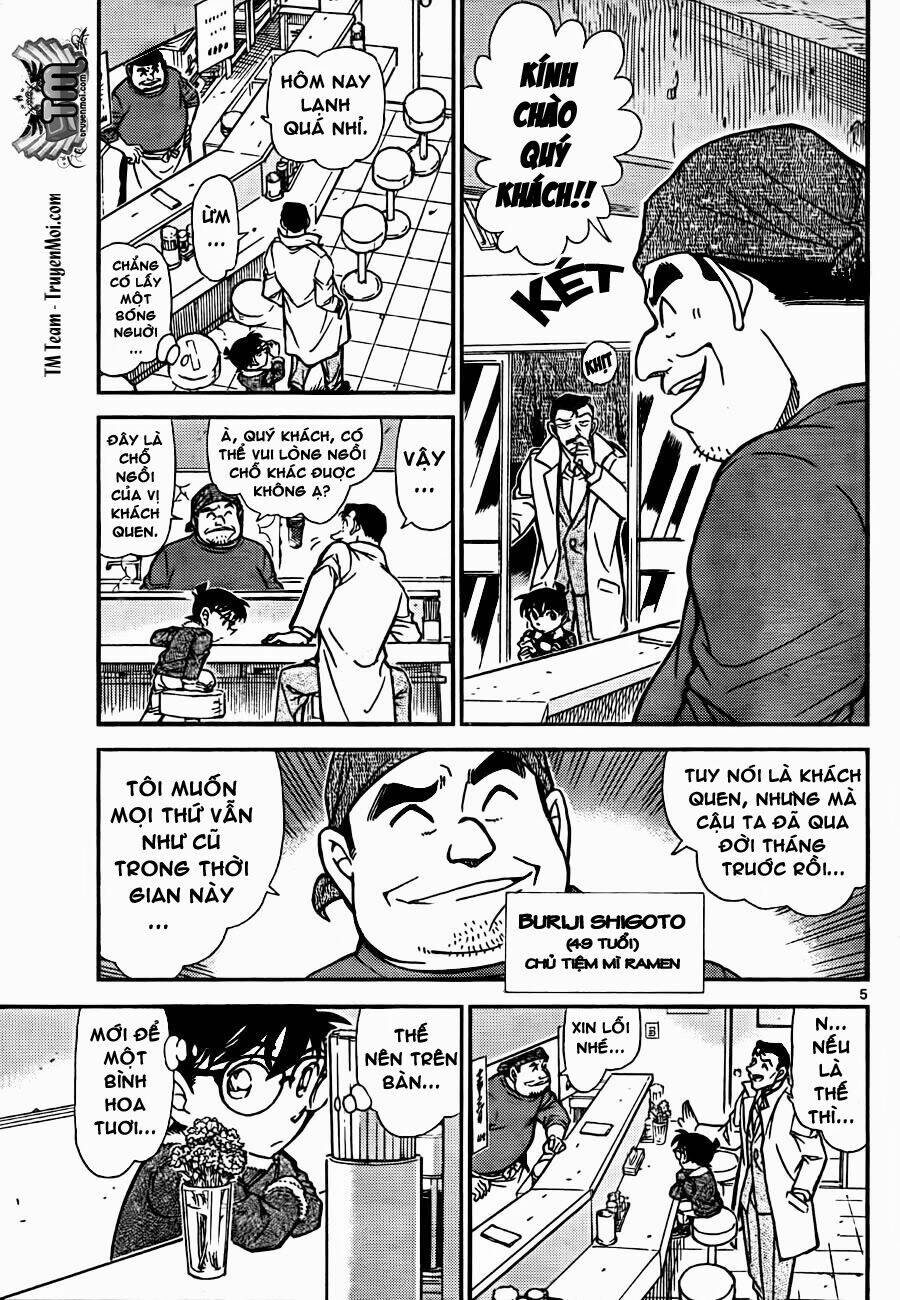 KÍNH
CHÀO
QUÝ
KHÁCH!!
KÉT
KHỊT
HÔM NAY
LẠNH
QUÁ NHỈ.
ỪM
...
CHẲNG
CÓ LẤY
MỘT
BÓNG
NGƯỜI
...
VẬY
...
À, QUÝ KHÁCH, CÓ
THỂ VUI LÒNG NGỒI
CHỖ KHÁC ĐƯỢC
KHÔNG Ạ?
ĐÂY LÀ
CHỖ
NGỒI
CỦA VỊ
KHÁCH
QUEN.
TUY NÓI LÀ KHÁCH
QUEN, NHƯNG MÀ
CẬU TA ĐÃ QUA
ĐỜI THÁNG
TRƯỚC RỒI...
TÔI MUỐN
MỌI THỨ VẪN
NHƯ CŨ
TRONG THỜI
GIAN NÀY
...
BURIJI SHIGOTO
(49 TUỔI)
CHỦ TIỆM MÌ RAMEN
5
N...
NẾU
LÀ
THẾ
THÌ...
XIN LỖI
NHÉ.
THẾ
NÊN TRÊN
BÀN...
MỚI ĐỂ
MỘT
BÌNH
HOA
TƯƠI...
TM
truyenmoi.com
TM Team - TruyenMoi.com